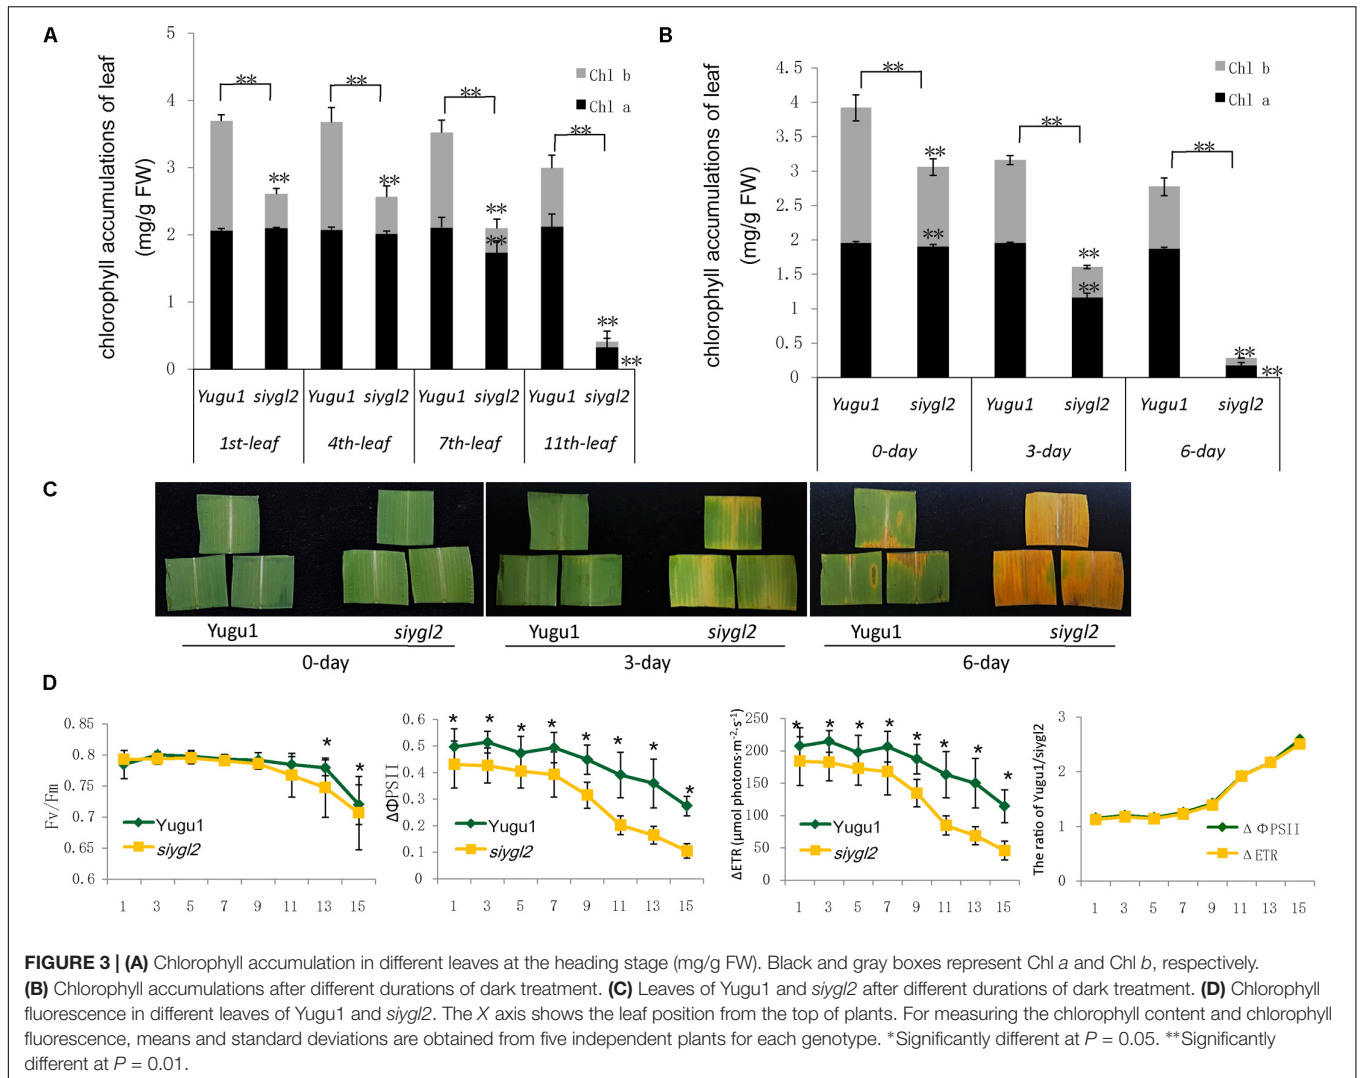 A
chlorophyll accumulations of leaf
(mg/g FW)
5
4
3
2
1
0
Chl b
Chl a
** ** ** **
** ** ** ** ** **
Yugu1 siygl2 Yugu1 siygl2 Yugu1 siygl2 Yugu1 siygl2
1st-leaf 4th-leaf 7th-leaf 11th-leaf
B
chlorophyll accumulations of leaf
(mg/g FW)
4.5
4
3.5
3
2.5
2
1.5
1
0.5
0
Chl b
Chl a
** ** **
** ** ** ** ** **
Yugu1 siygl2 Yugu1 siygl2 Yugu1 siygl2
0-day 3-day 6-day
C
Yugu1 siygl2 Yugu1 siygl2 Yugu1 siygl2
0-day 3-day 6-day
D
Fv/Fm
0.85
0.8
0.75
0.7
0.65
0.6
* *
Yugu1
siygl2
1 3 5 7 9 11 13 15
ΔΦPSII
0.6
0.5
0.4
0.3
0.2
0.1
0
* * * * * * * *
Yugu1
siygl2
1 3 5 7 9 11 13 15
ΔETR (µmol photons·m⁻²·s⁻¹)
250
200
150
100
50
0
* * * * * * * *
Yugu1
siygl2
1 3 5 7 9 11 13 15
The ratio of Yugu1/siygl2
3
2
1
0
Δ ΦPSII
Δ ETR
1 3 5 7 9 11 13 15
FIGURE 3 | (A) Chlorophyll accumulation in different leaves at the heading stage (mg/g FW). Black and gray boxes represent Chl a and Chl b, respectively.
(B) Chlorophyll accumulations after different durations of dark treatment. (C) Leaves of Yugu1 and siygl2 after different durations of dark treatment. (D) Chlorophyll
fluorescence in different leaves of Yugu1 and siygl2. The X axis shows the leaf position from the top of plants. For measuring the chlorophyll content and chlorophyll
fluorescence, means and standard deviations are obtained from five independent plants for each genotype. *Significantly different at P = 0.05. **Significantly
different at P = 0.01.